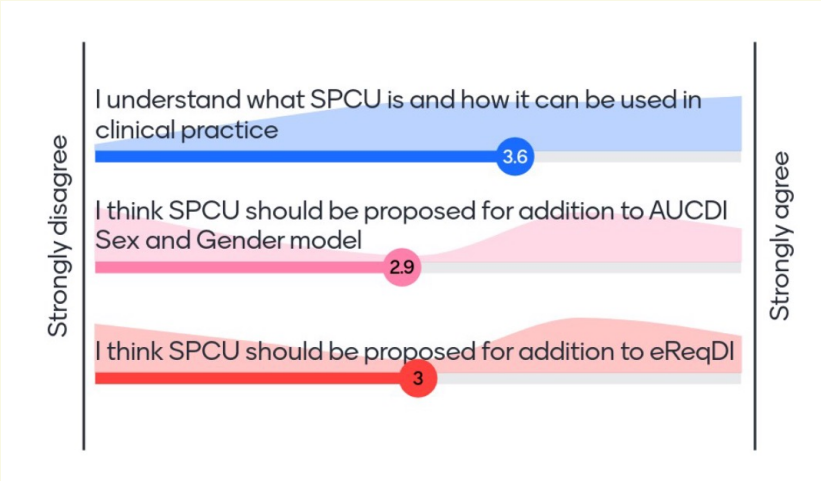 Strongly disagree
I understand what SPCU is and how it can be used in
clinical practice
3.6
I think SPCU should be proposed for addition to AUCDI
Sex and Gender model
2.9
I think SPCU should be proposed for addition to eReqDI
3
Strongly agree